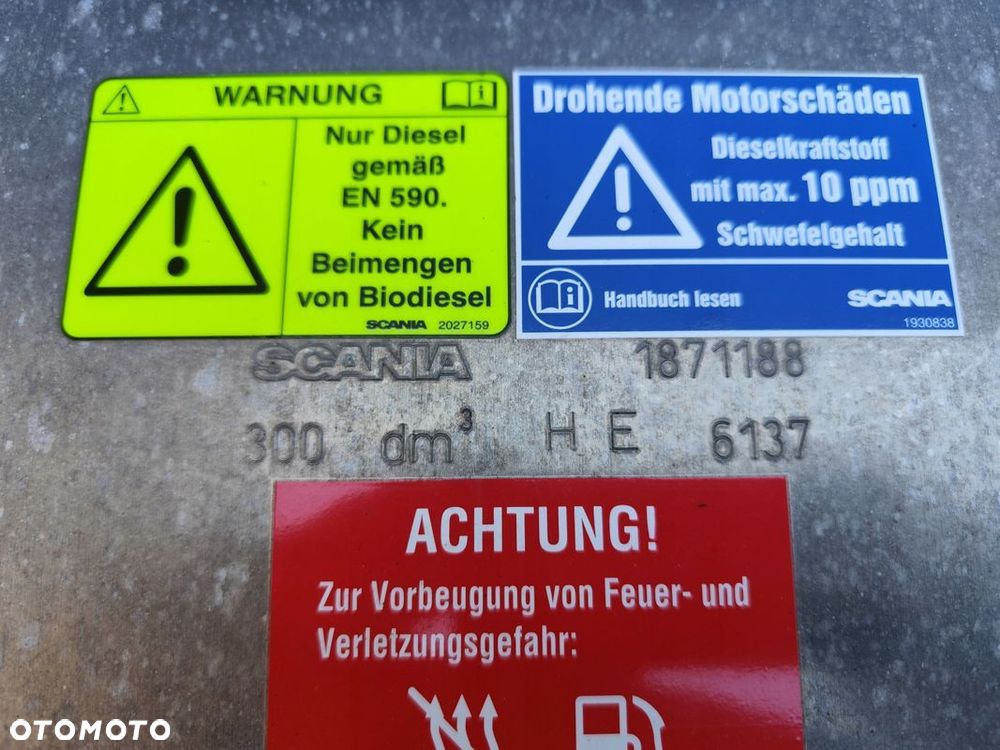 WARNUNG
Nur Diesel
gemäß
EN 590.
Kein
Beimengen
von Biodiesel
SCANIA 2027159
Drohende Motorschäden
Dieselkraftstoff
mit max. 10 ppm
Schwefelgehalt
Handbuch lesen
SCANIA
1930838
SCANIA 1871188
300 dm³ H E 6137
ACHTUNG!
Zur Vorbeugung von Feuer- und
Verletzungsgefahr:
OTOMOTO